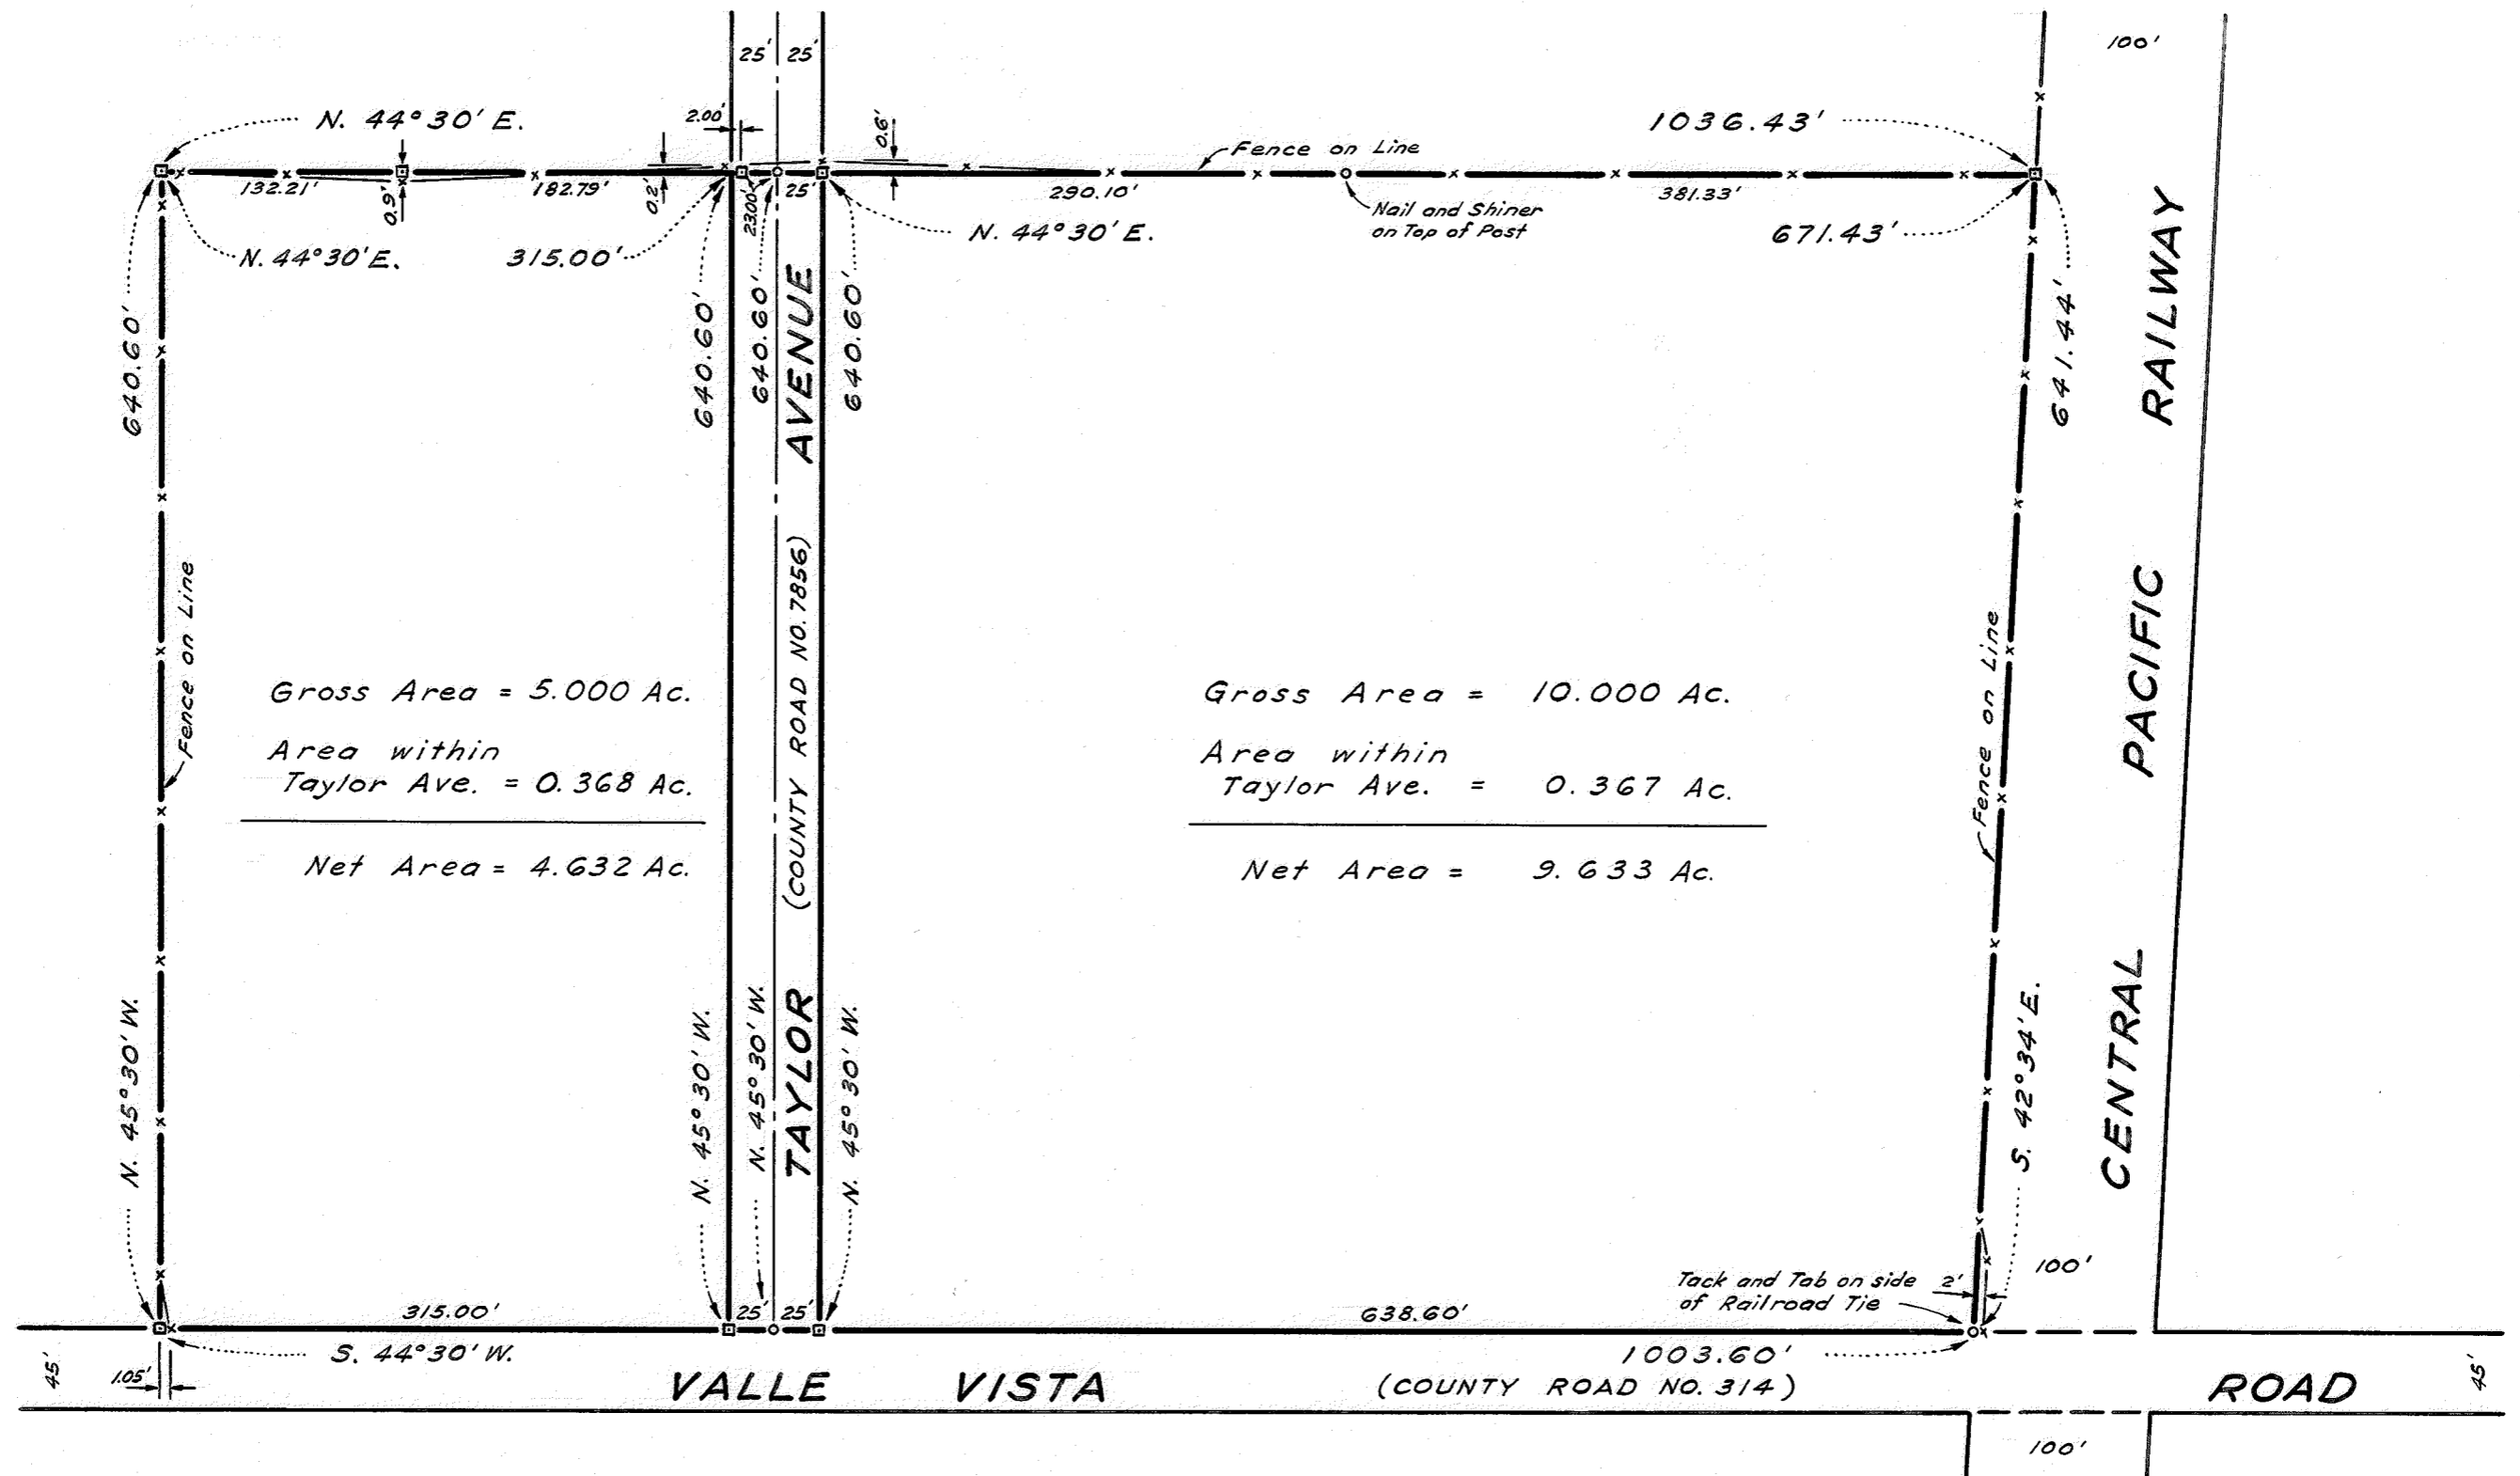 25' 25'
100'
N. 44°30' E.
2.00'
0.6'
1036.43'
Fence on Line
132.21'
0.9'
182.79'
0.2'
23.00'
25'
290.10'
Nail and Shiner
on Top of Post
381.33'
N. 44°30' E.
315.00'
N. 44°30' E.
671.43'
640.60'
640.60'
640.60'
640.60'
641.44'
Fence on Line
Gross Area = 5.000 Ac.
Area within
Taylor Ave. = 0.368 Ac.
Net Area = 4.632 Ac.
TAYLOR (COUNTY ROAD NO. 7856) AVENUE
Gross Area = 10.000 Ac.
Area within
Taylor Ave. = 0.367 Ac.
Net Area = 9.633 Ac.
Fence on Line
CENTRAL PACIFIC RAILWAY
N. 45°30' W.
N. 45°30' W.
N. 45°30' W.
N. 45°30' W.
S. 42°34' E.
Tack and Tab on side
of Railroad Tie
2'
100'
315.00'
25' 25'
638.60'
S. 44°30' W.
1003.60'
45'
1.05'
VALLE VISTA (COUNTY ROAD NO. 314) ROAD
45'
100'